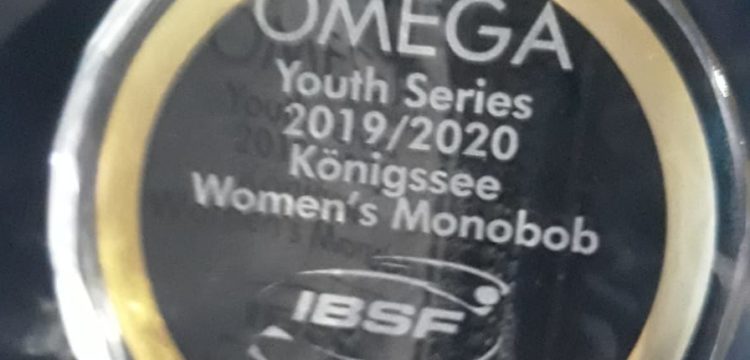 OMEGA
Youth Series
2019/2020
Königssee
Women's Monobob
IBSF